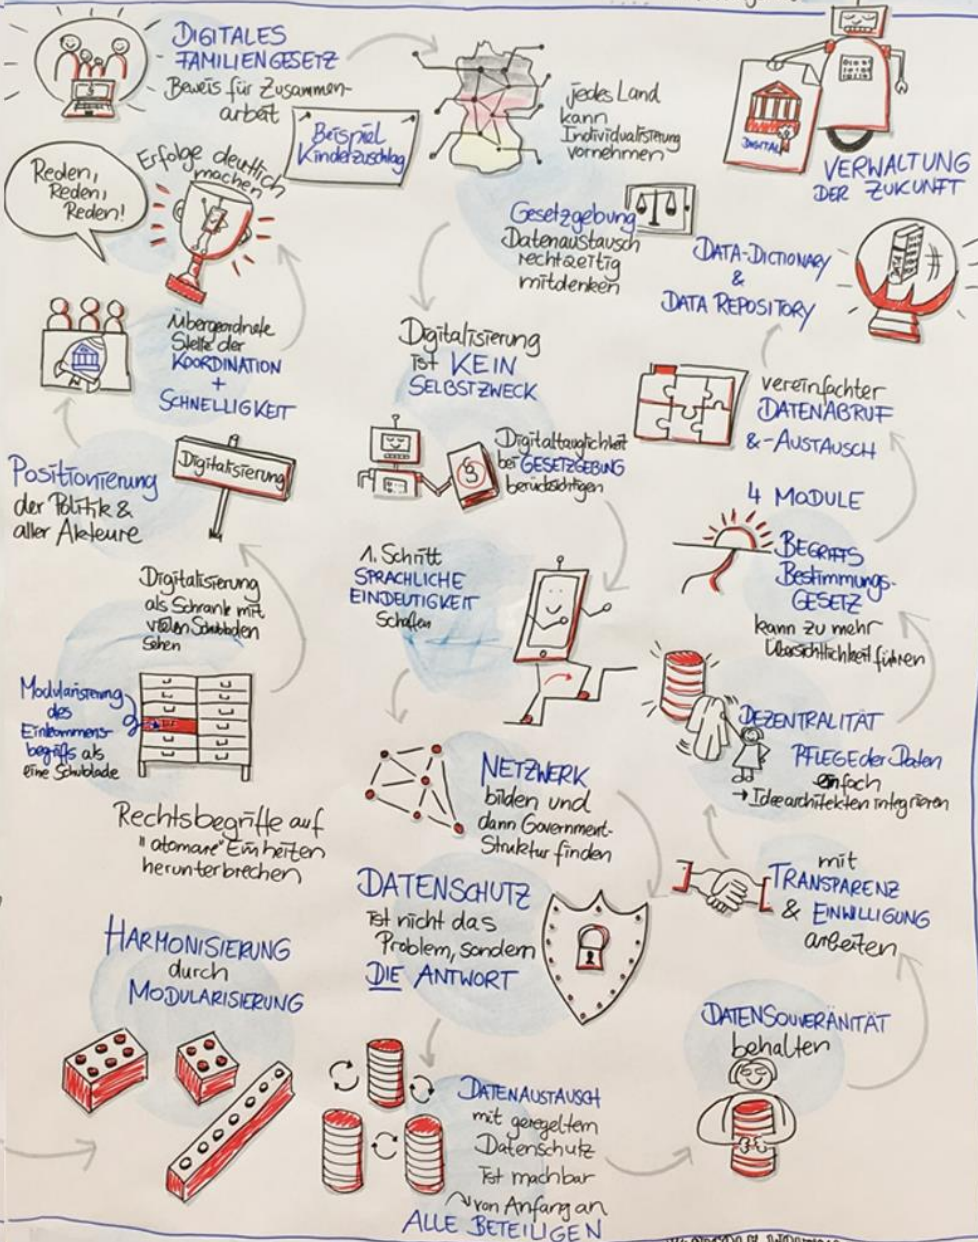 DIGITALES
FAMILIENGESETZ
Beweis für Zusammen-
arbeit
Beispiel
Kinderzuschlag
Reden,
Reden,
Reden!
Erfolge deutlich
machen
Übergeordnete
Stelle der
KOORDINATION
+
SCHNELLIGKEIT
Positionierung
der Politik &
aller Akteure
Digitalisierung
Digitalisierung
als Schrank mit
vielen Schubladen
sehen
Modularisierung
des
Einkommens-
begriffs als
eine Schublade
Rechtsbegriffe auf
"atomare" Einheiten
herunterbrechen
HARMONISIERUNG
durch
MODULARISIERUNG
jedes Land
kann
Individualisierung
vornehmen
Gesetzgebung
Datenaustausch
rechtzeitig
mitdenken
Digitalisierung
ist KEIN
SELBSTZWECK
Digitaltauglichkeit
bei GESETZGEBUNG
berücksichtigen
§
1. Schritt
SPRACHLICHE
EINDEUTIGKEIT
Schaffen
NETZWERK
bilden und
dann Government-
Struktur finden
DATENSCHUTZ
ist nicht das
Problem, sondern
DIE ANTWORT
DATENAUSTAUSCH
mit geregeltem
Datenschutz
ist machbar
von Anfang an
ALLE BETEILIGEN
DIGITAL
VERWALTUNG
DER ZUKUNFT
DATA-DICTIONARY
&
DATA REPOSITORY
vereinfachter
DATENABRUF
& -AUSTAUSCH
4 MODULE
BEGRIFFS
Bestimmungs-
GESETZ
kann zu mehr
Übersichtlichkeit führen
DEZENTRALITÄT
PFLEGE der Daten
einfach
→ Ideearchitekten integrieren
mit
TRANSPARENZ
& EINWILLIGUNG
arbeiten
DATENSOUVERÄNITÄT
behalten